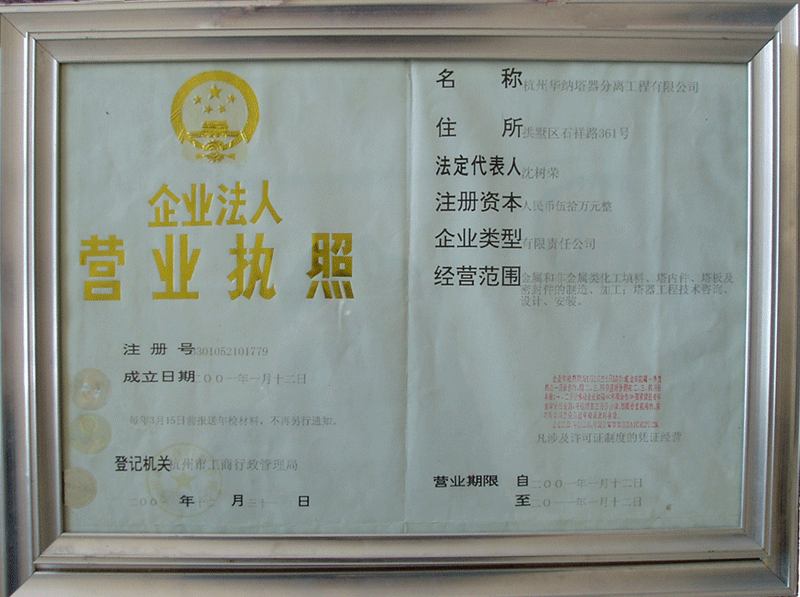 企业法人
营业执照
注册号 3301052101779
成立日期 二〇〇一年一月十二日
每年3月15日前报送年检材料，不再另行通知。
登记机关 杭州市工商行政管理局
年 月 日
名称 杭州华纳塔器分离工程有限公司
住所 拱墅区石祥路361号
法定代表人 沈树荣
注册资本 人民币伍拾万元整
企业类型 有限责任公司
经营范围 金属和非金属类化工填料、塔内件、塔板及
密封件的制造、加工；塔器工程技术咨询、
设计、安装。
凡涉及许可证制度的凭证经营
营业期限 自 二〇〇一年一月十二日
至 二〇一一年一月十二日